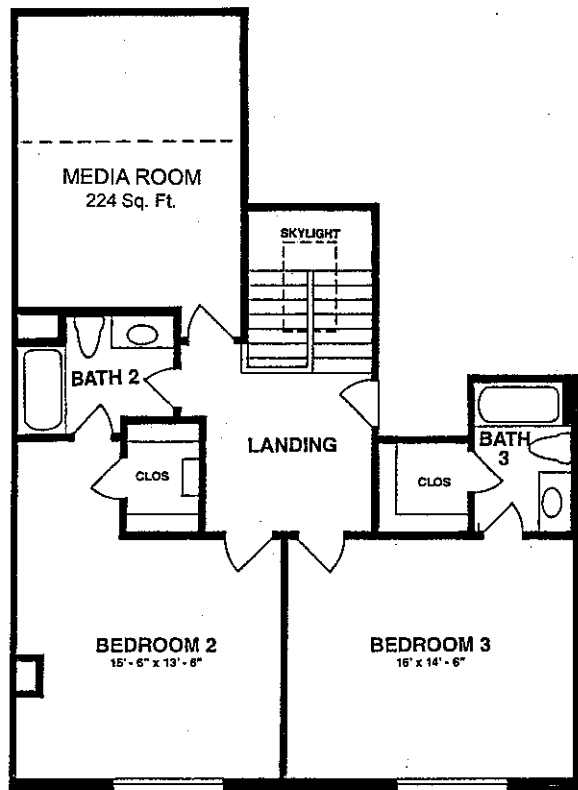 MEDIA ROOM
224 Sq. Ft.
SKYLIGHT
BATH 2
LANDING
BATH
3
CLOS
CLOS
BEDROOM 2
15' - 6" x 13' - 6"
BEDROOM 3
16' x 14' - 6"